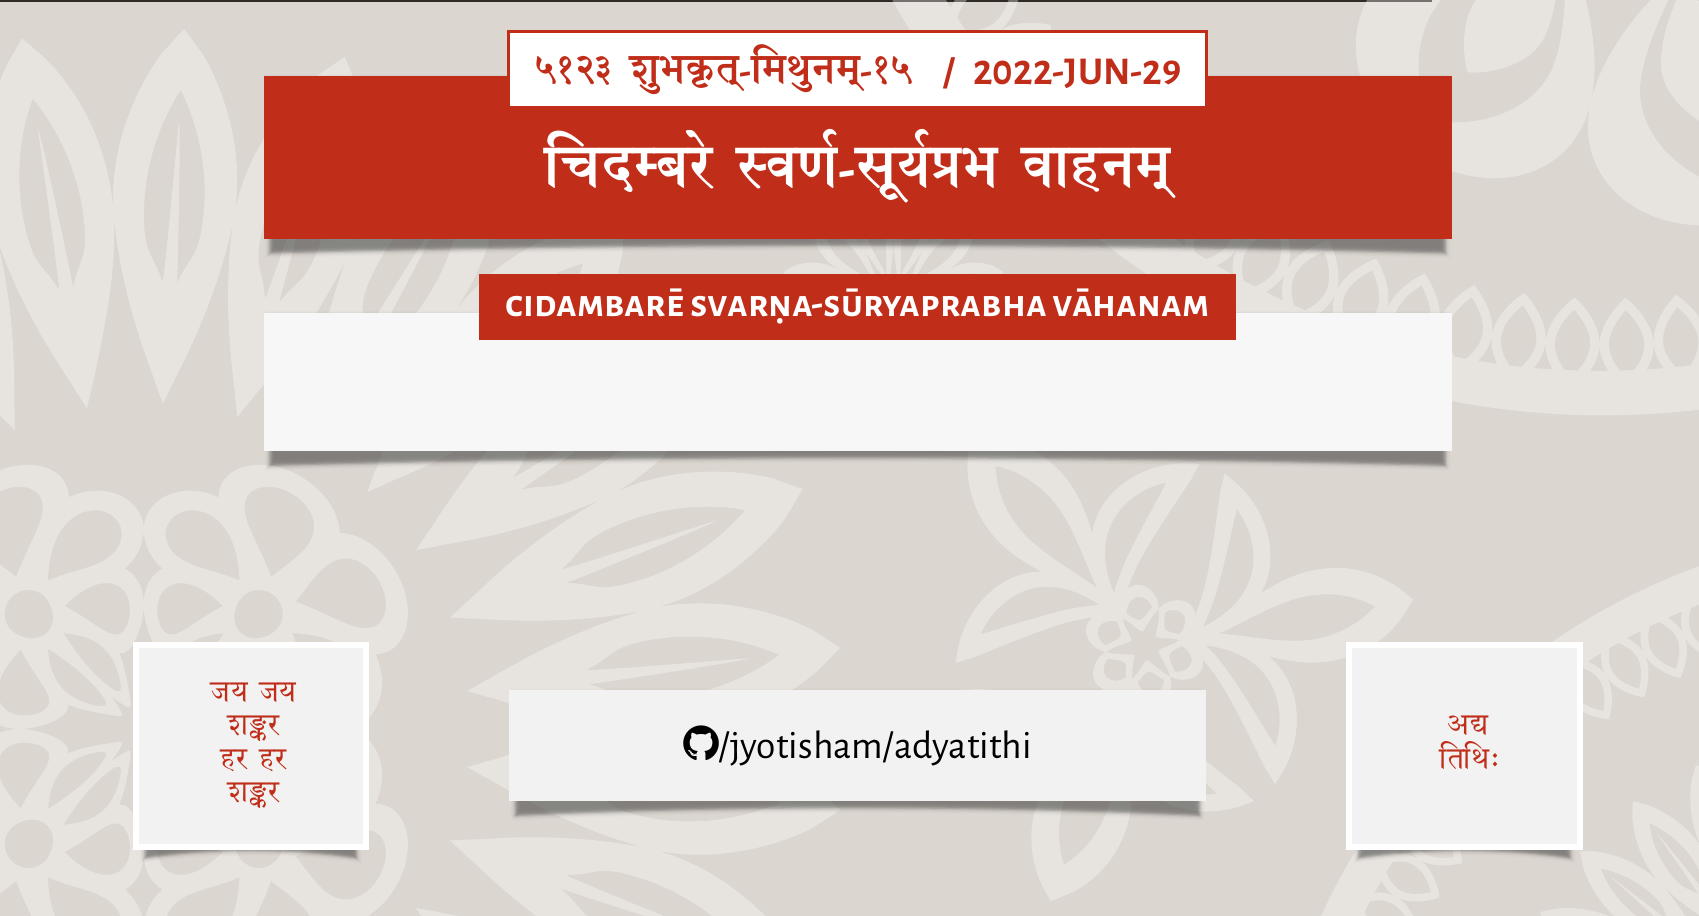 ५१२३ शुभकृत्-मिथुनम्-१५ / 2022-JUN-29
चिदम्बरे स्वर्ण-सूर्यप्रभ वाहनम्
CIDAMBARĒ SVARṆA-SŪRYAPRABHA VĀHANAM
जय जय
शङ्कर
हर हर
शङ्कर
/jyotisham/adyatithi
अद्य
तिथिः